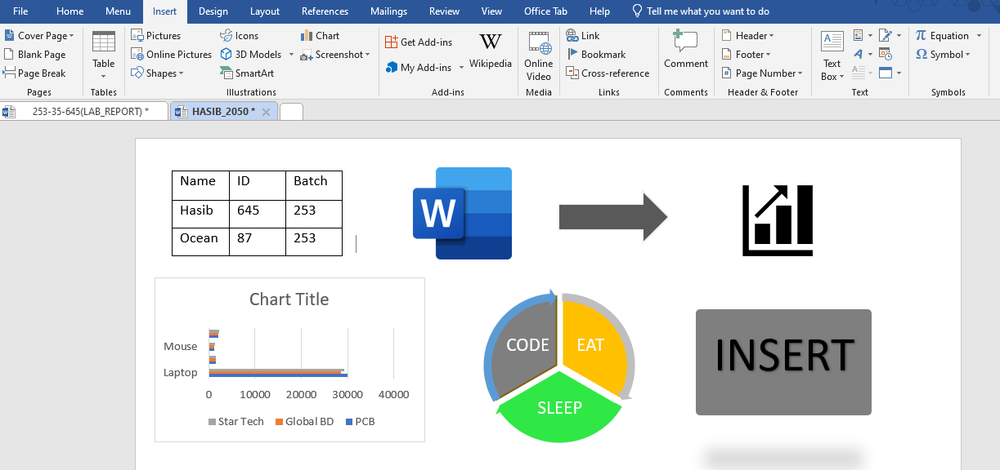 File Home Menu Insert Design Layout References Mailings Review View Office Tab Help Tell me what you want to do
Cover Page
Blank Page
Page Break
Pages
Table
Tables
Pictures
Online Pictures
Shapes
Icons
3D Models
SmartArt
Chart
Screenshot
Illustrations
Get Add-ins
My Add-ins
W
Wikipedia
Add-ins
Online
Video
Media
Link
Bookmark
Cross-reference
Links
Comment
Comments
Header
Footer
Page Number
Header & Footer
Text
Box
Text
π Equation
Ω Symbol
Symbols
253-35-645(LAB_REPORT) *
HASIB_2050 *
Name ID Batch
Hasib 645 253
Ocean 87 253
W
Chart Title
Mouse
Laptop
0 10000 20000 30000 40000
Star Tech Global BD PCB
CODE EAT
SLEEP
INSERT